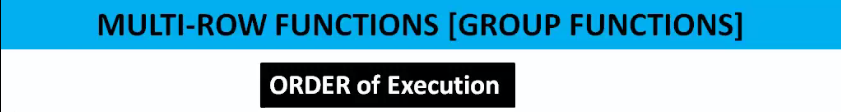 MULTI-ROW FUNCTIONS [GROUP FUNCTIONS]
ORDER of Execution